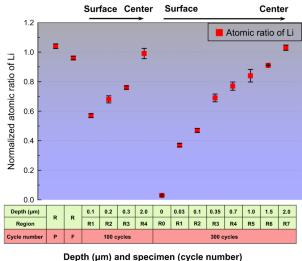 Surface Center Surface Center
Atomic ratio of Li
Normalized atomic ratio of Li
1.2
1.0
0.8
0.6
0.4
0.2
0.0
Depth (μm) R R 0.1 0.2 0.3 2.0 0 0.03 0.1 0.35 0.7 1.0 1.5 2.0
Region R1 R2 R3 R4 R0 R1 R2 R3 R4 R5 R6 R7
Cycle number P F 100 cycles 300 cycles
Depth (μm) and specimen (cycle number)